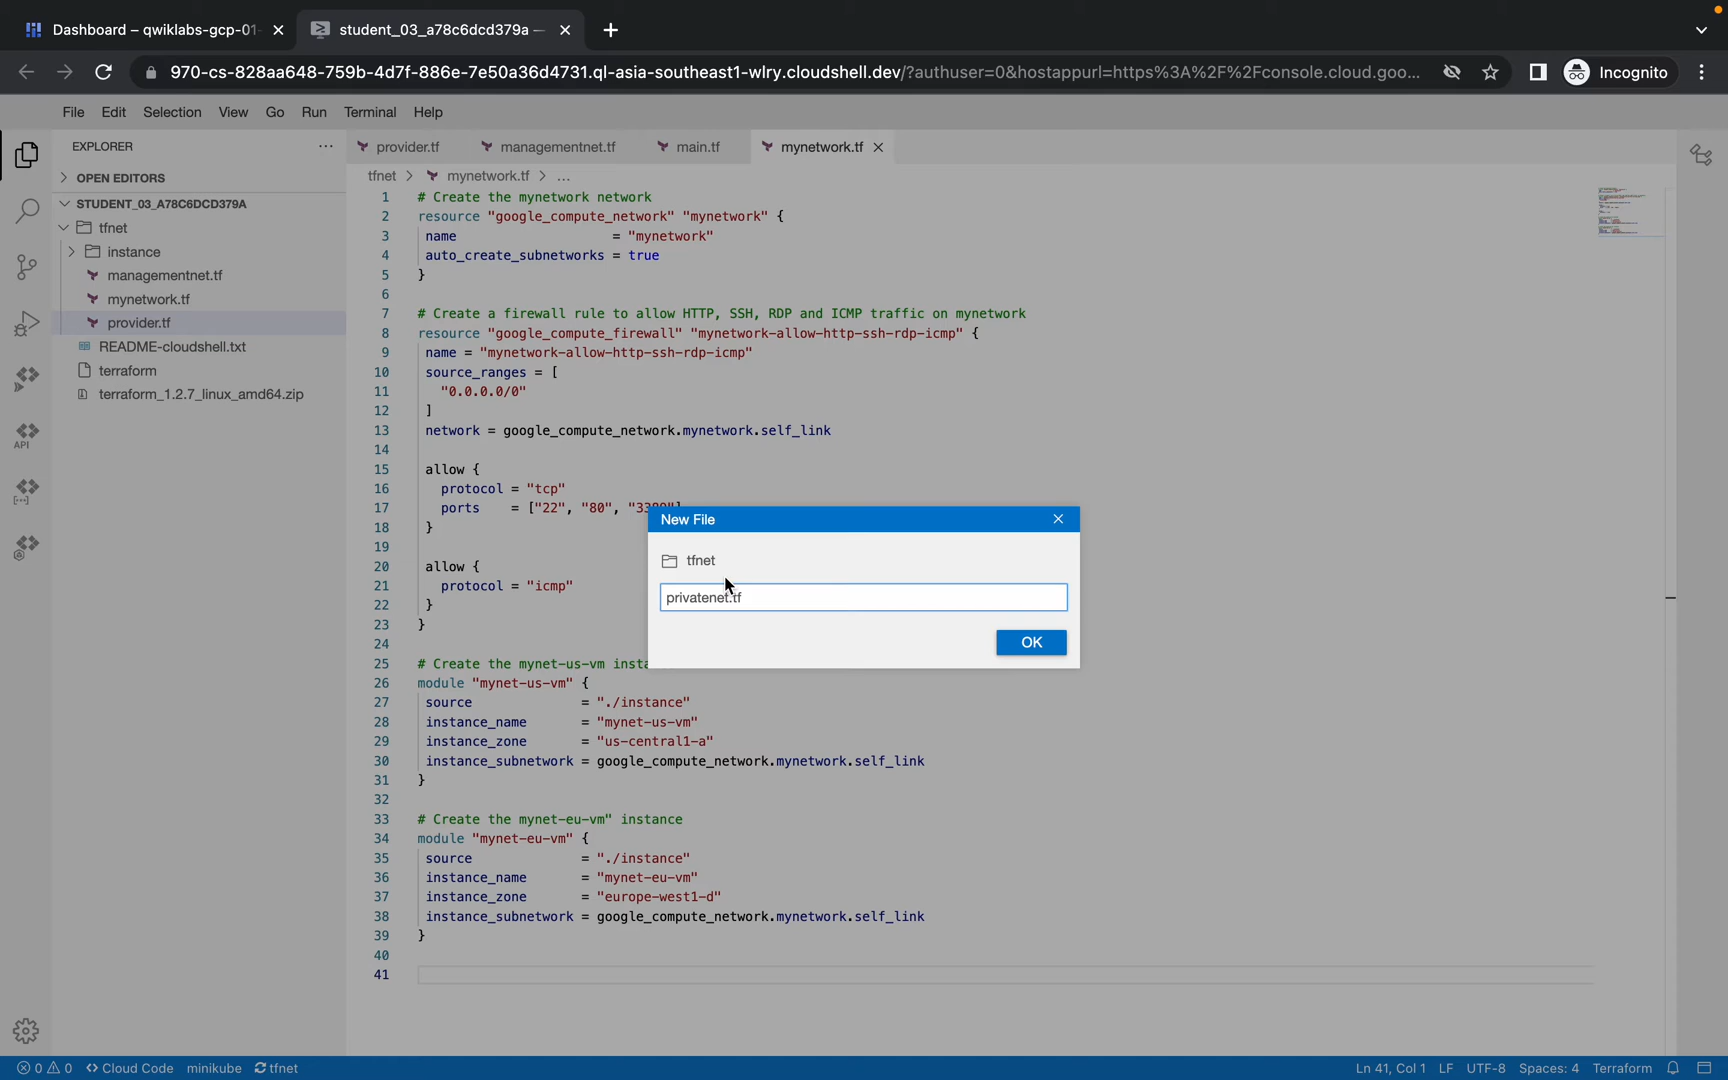 Dashboard – qwiklabs-gcp-01-
student_03_a78c6dcd379a —
970-cs-828aa648-759b-4d7f-886e-7e50a36d4731.ql-asia-southeast1-wlry.cloudshell.dev/?authuser=0&hostappurl=https%3A%2F%2Fconsole.cloud.goo...
Incognito
File Edit Selection View Go Run Terminal Help
EXPLORER
OPEN EDITORS
STUDENT_03_A78C6DCD379A
tfnet
instance
managementnet.tf
mynetwork.tf
provider.tf
README-cloudshell.txt
terraform
terraform_1.2.7_linux_amd64.zip
API
provider.tf managementnet.tf main.tf mynetwork.tf
tfnet > mynetwork.tf > ...
1 # Create the mynetwork network
2 resource "google_compute_network" "mynetwork" {
3 name = "mynetwork"
4 auto_create_subnetworks = true
5 }
6
7 # Create a firewall rule to allow HTTP, SSH, RDP and ICMP traffic on mynetwork
8 resource "google_compute_firewall" "mynetwork-allow-http-ssh-rdp-icmp" {
9 name = "mynetwork-allow-http-ssh-rdp-icmp"
10 source_ranges = [
11 "0.0.0.0/0"
12 ]
13 network = google_compute_network.mynetwork.self_link
14
15 allow {
16 protocol = "tcp"
17 ports = ["22", "80",
18 }
19
20 allow {
21 protocol = "icmp"
22 }
23 }
24
25 # Create the mynet-us-vm
26 module "mynet-us-vm" {
27 source = "./instance"
28 instance_name = "mynet-us-vm"
29 instance_zone = "us-central1-a"
30 instance_subnetwork = google_compute_network.mynetwork.self_link
31 }
32
33 # Create the mynet-eu-vm" instance
34 module "mynet-eu-vm" {
35 source = "./instance"
36 instance_name = "mynet-eu-vm"
37 instance_zone = "europe-west1-d"
38 instance_subnetwork = google_compute_network.mynetwork.self_link
39 }
40
41
New File
tfnet
privatenet.tf
OK
0 0 Cloud Code minikube tfnet
Ln 41, Col 1 LF UTF-8 Spaces: 4 Terraform